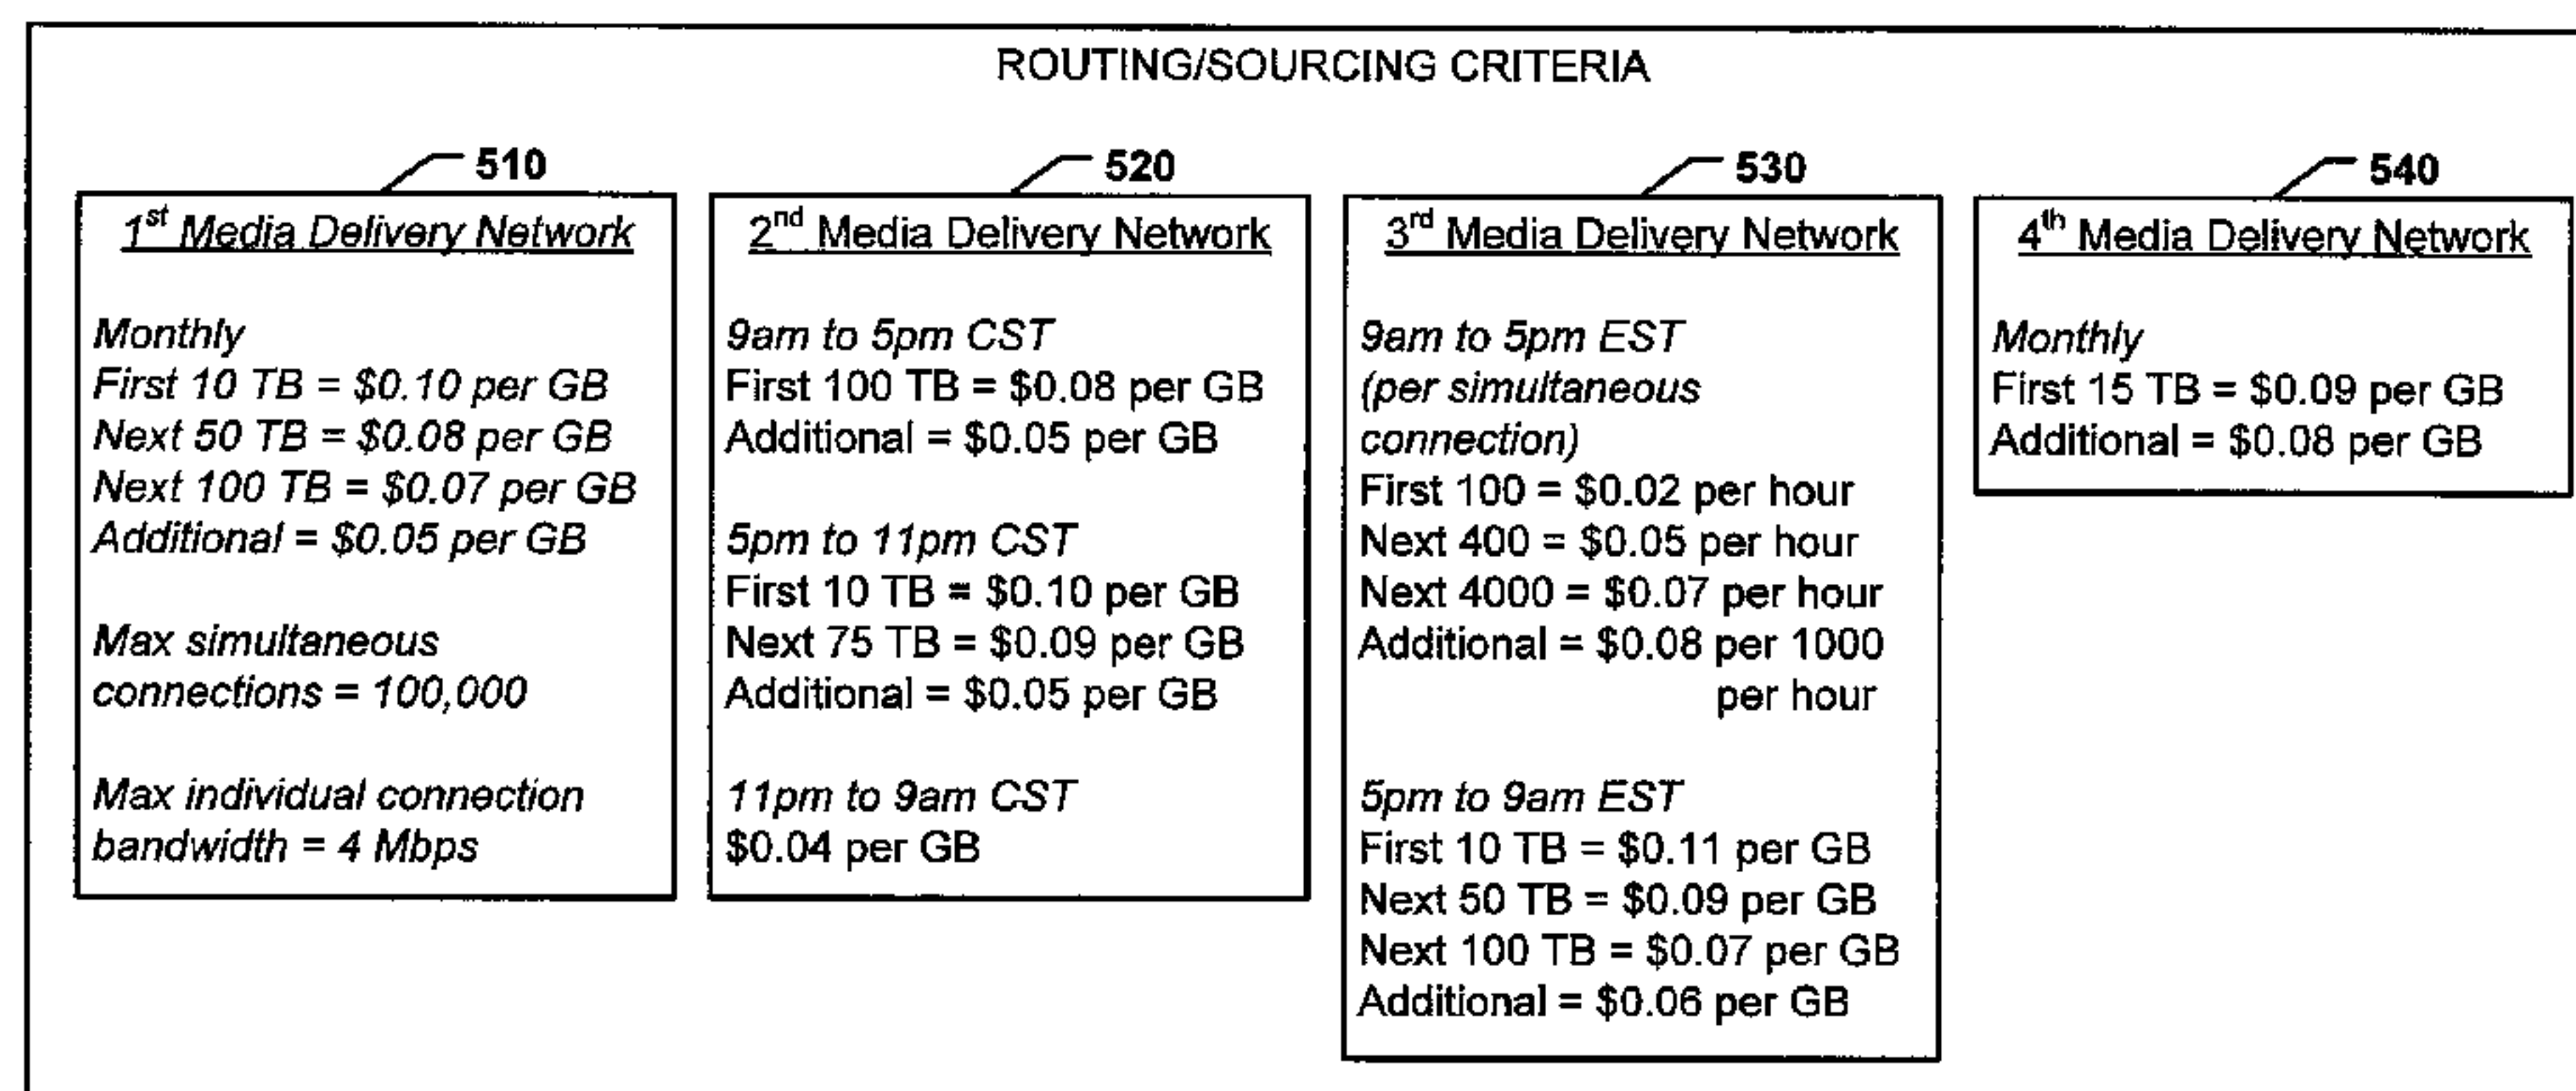 ROUTING/SOURCING CRITERIA
510
1st Media Delivery Network
Monthly
First 10 TB = $0.10 per GB
Next 50 TB = $0.08 per GB
Next 100 TB = $0.07 per GB
Additional = $0.05 per GB
Max simultaneous
connections = 100,000
Max individual connection
bandwidth = 4 Mbps
520
2nd Media Delivery Network
9am to 5pm CST
First 100 TB = $0.08 per GB
Additional = $0.05 per GB
5pm to 11pm CST
First 10 TB = $0.10 per GB
Next 75 TB = $0.09 per GB
Additional = $0.05 per GB
11pm to 9am CST
$0.04 per GB
530
3rd Media Delivery Network
9am to 5pm EST
(per simultaneous
connection)
First 100 = $0.02 per hour
Next 400 = $0.05 per hour
Next 4000 = $0.07 per hour
Additional = $0.08 per 1000
per hour
5pm to 9am EST
First 10 TB = $0.11 per GB
Next 50 TB = $0.09 per GB
Next 100 TB = $0.07 per GB
Additional = $0.06 per GB
540
4th Media Delivery Network
Monthly
First 15 TB = $0.09 per GB
Additional = $0.08 per GB